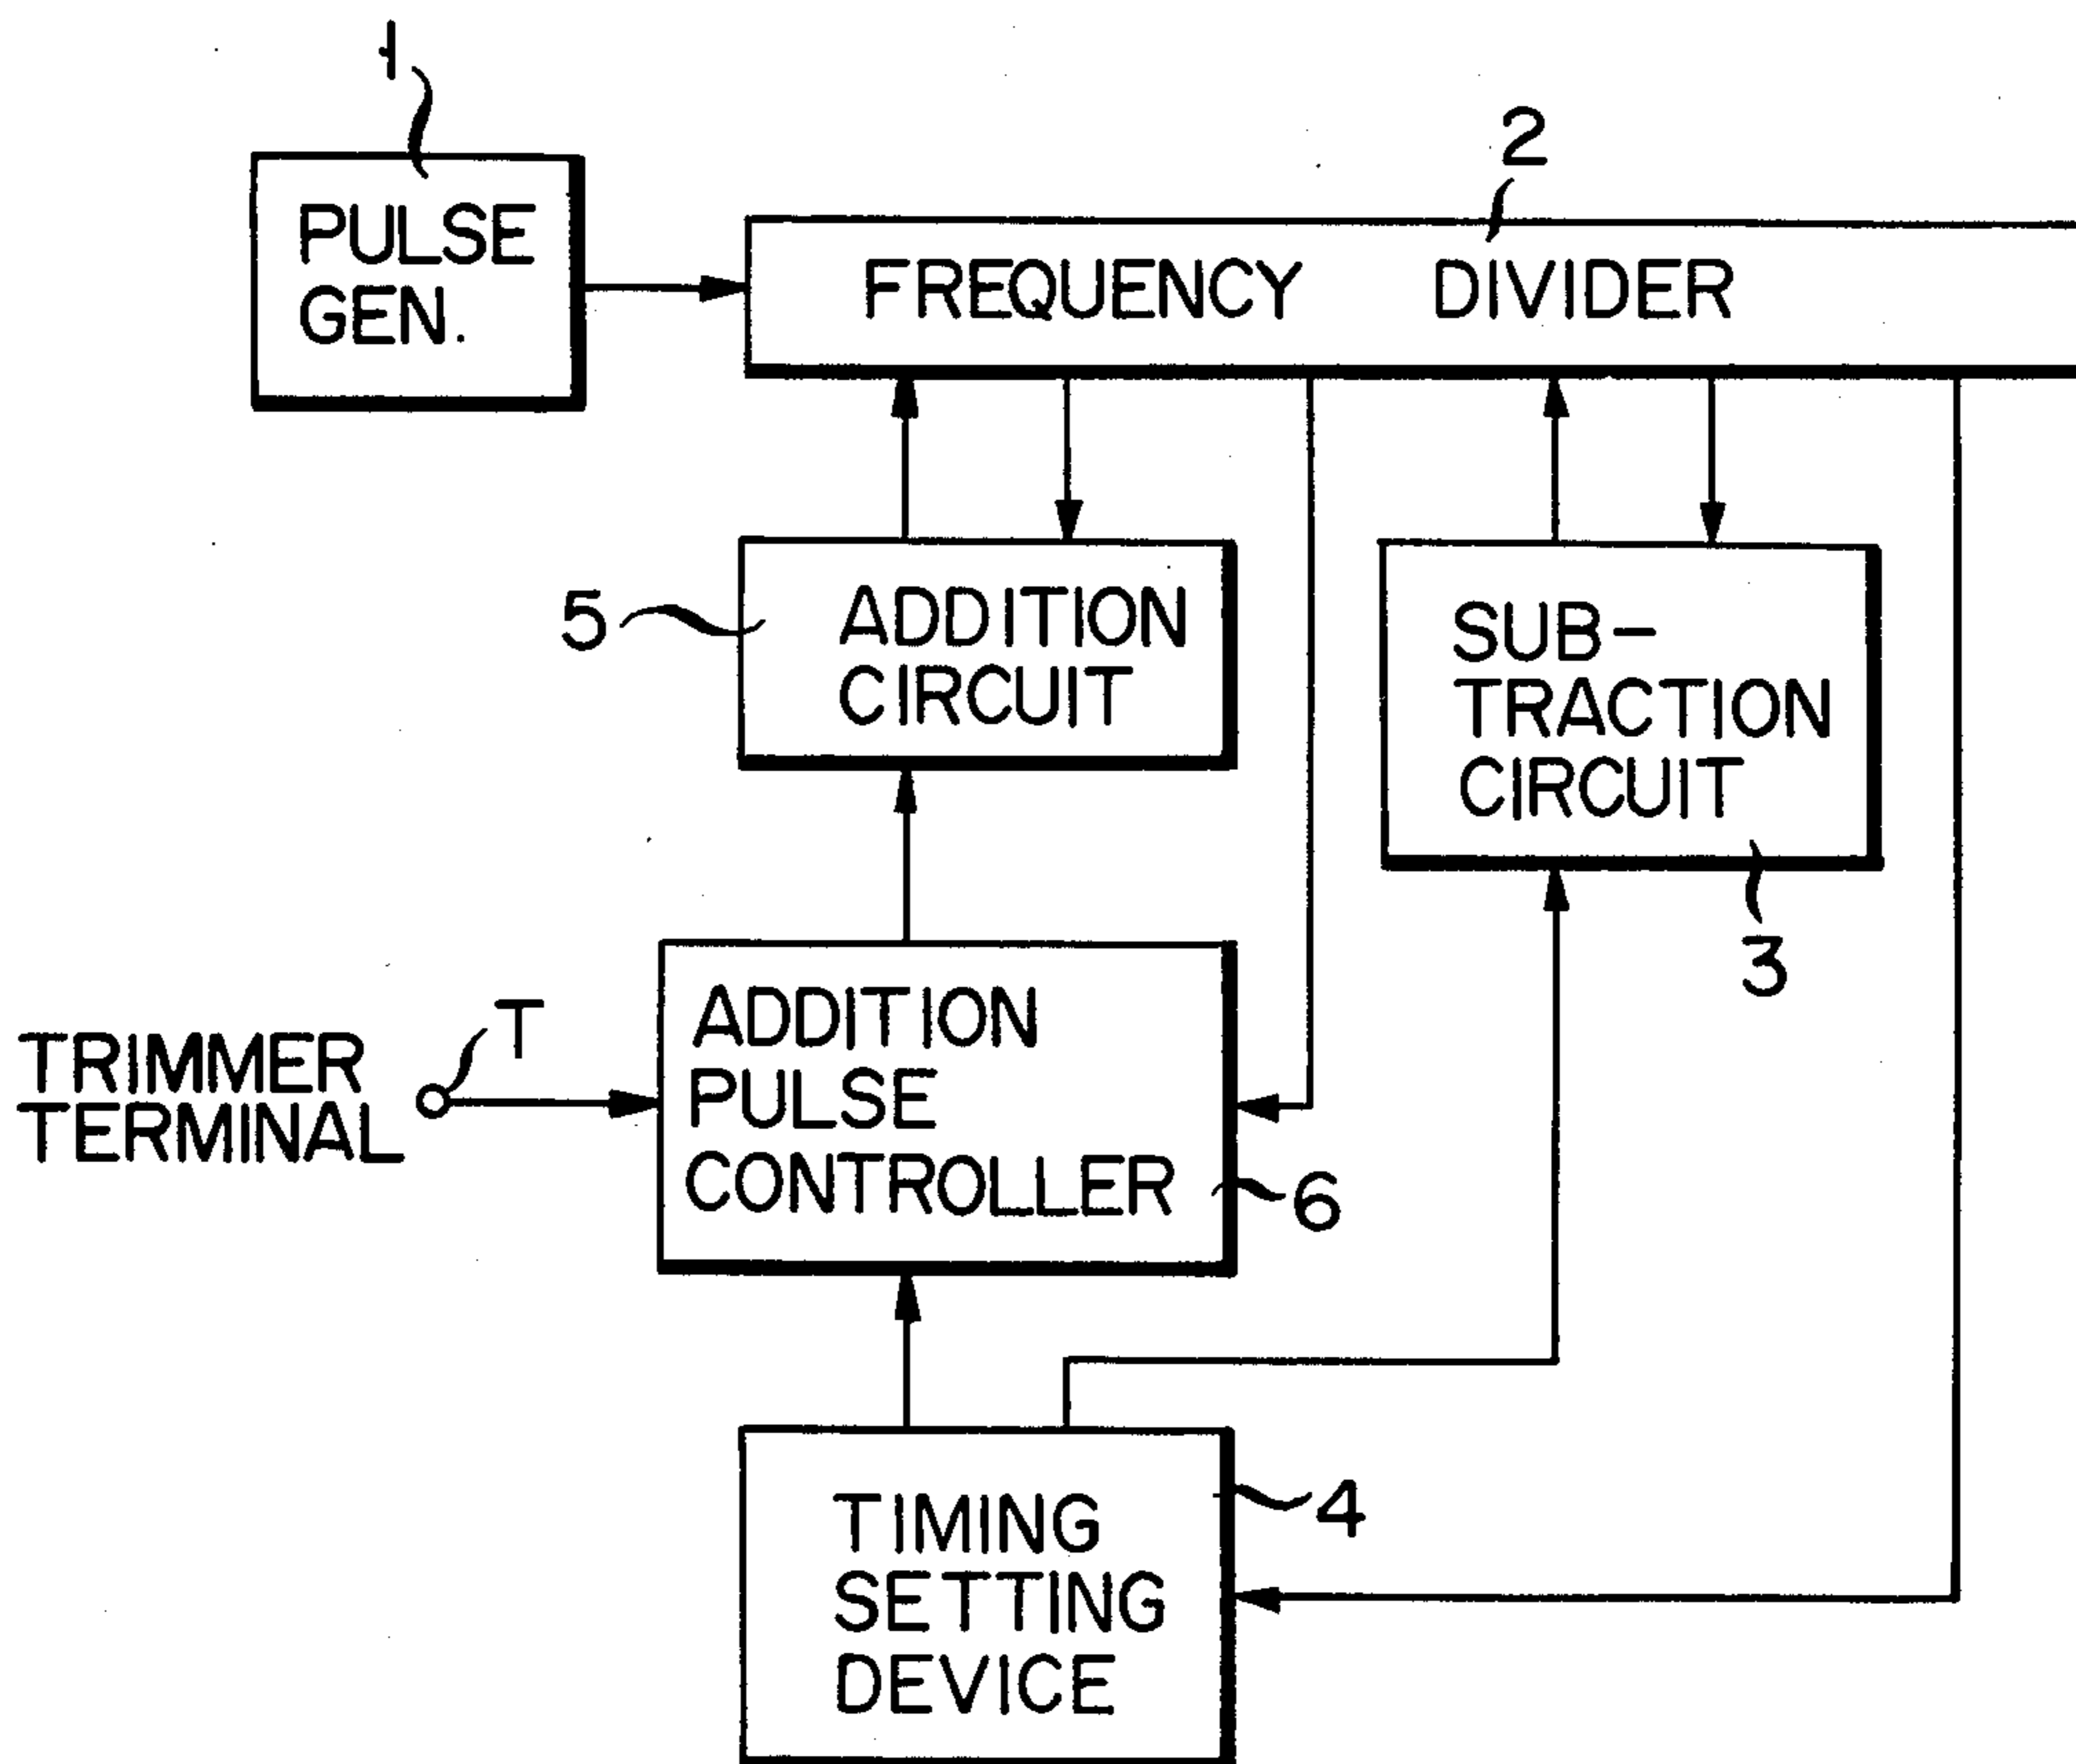 1
PULSE
GEN.
2
FREQUENCY DIVIDER
5
ADDITION
CIRCUIT
SUB-
TRACTION
CIRCUIT
3
TRIMMER
TERMINAL
T
ADDITION
PULSE
CONTROLLER
6
TIMING
SETTING
DEVICE
4